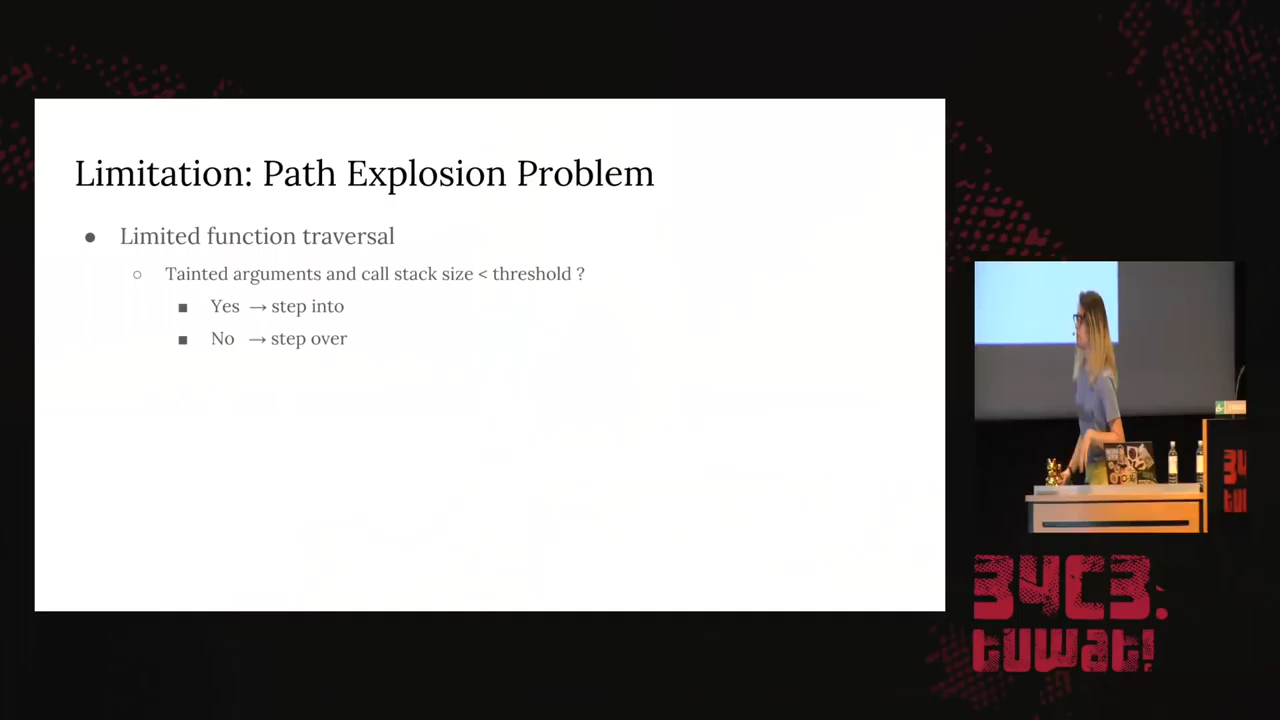 Limitation: Path Explosion Problem
● Limited function traversal
○ Tainted arguments and call stack size < threshold ?
■ Yes → step into
■ No → step over
34C3.
tuwat!